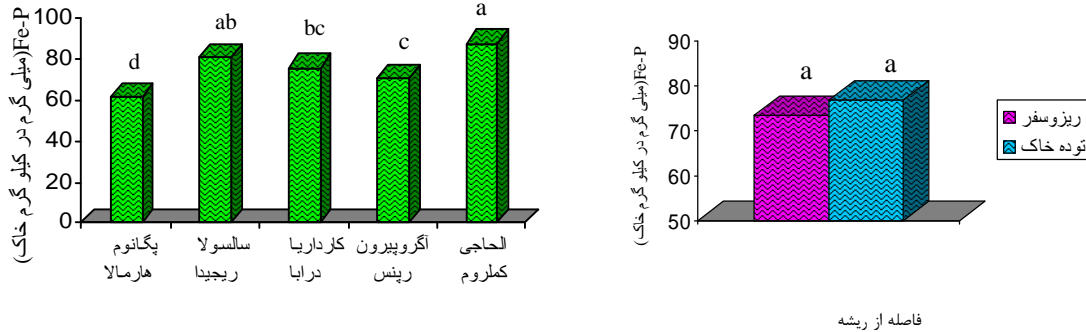 Fe-P(میلی گرم در کیلو گرم خاک)
100
80
60
40
20
0
d
ab
bc
c
a
پگانوم هارمالا
سالسولا ریجیدا
کارداریا درابا
آگروپیرون رپنس
الحاجی کملروم
Fe-P(میلی گرم در کیلو گرم خاک)
90
80
70
60
50
a
a
ریزوسفر
توده خاک
فاصله از ریشه